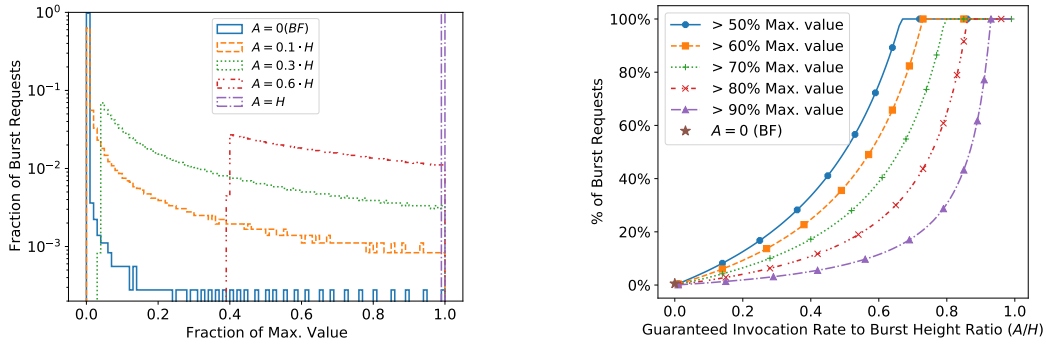 Fraction of Burst Requests
10⁰
10⁻¹
10⁻²
10⁻³
A = 0(BF)
A = 0.1 · H
A = 0.3 · H
A = 0.6 · H
A = H
0.0 0.2 0.4 0.6 0.8 1.0
Fraction of Max. Value
% of Burst Requests
100%
80%
60%
40%
20%
0%
> 50% Max. value
> 60% Max. value
> 70% Max. value
> 80% Max. value
> 90% Max. value
A = 0 (BF)
0.0 0.2 0.4 0.6 0.8 1.0
Guaranteed Invocation Rate to Burst Height Ratio (A/H)